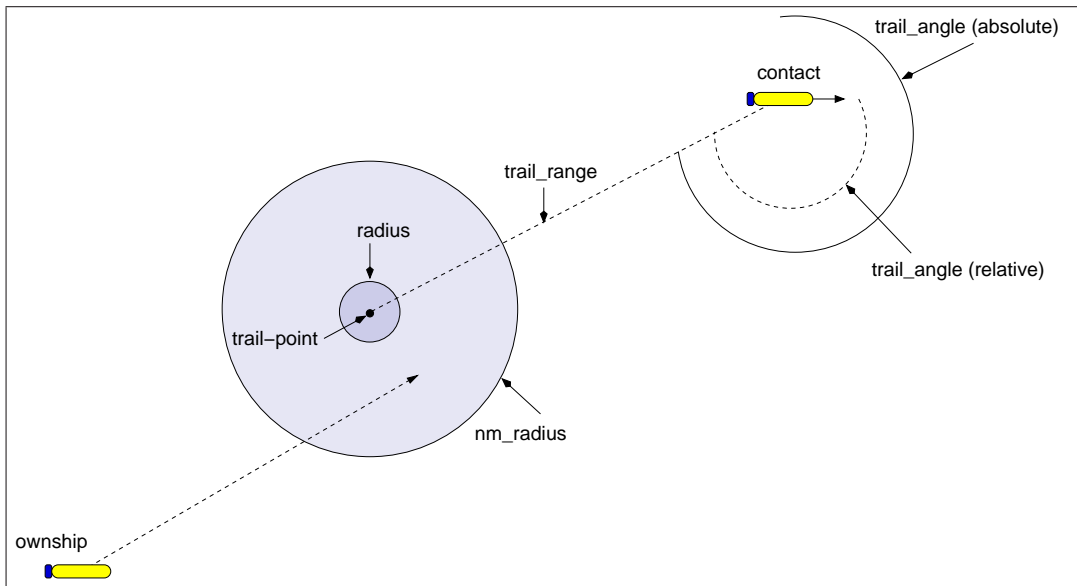 trail_angle (absolute)
contact
trail_range
radius
trail_angle (relative)
trail−point
nm_radius
ownship